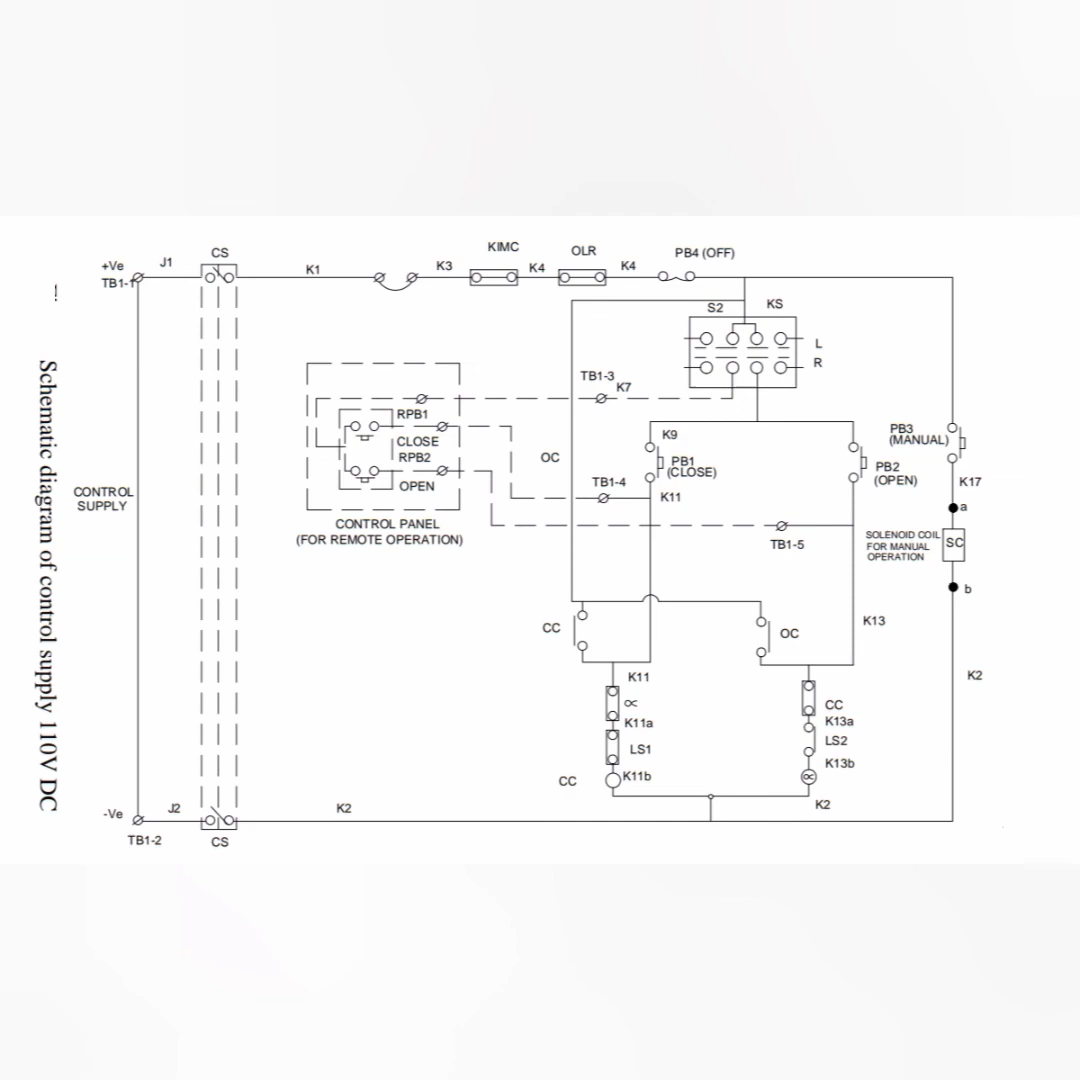 Schematic diagram of control supply 110V DC
+Ve
TB1-1
J1
CS
K1
K3
KIMC
K4
OLR
K4
PB4 (OFF)
S2
KS
L
R
TB1-3
K7
RPB1
CLOSE
RPB2
OPEN
CONTROL PANEL
(FOR REMOTE OPERATION)
CONTROL
SUPPLY
OC
TB1-4
K9
PB1
(CLOSE)
K11
PB2
(OPEN)
TB1-5
PB3
(MANUAL)
K17
a
SOLENOID COIL
FOR MANUAL
OPERATION
SC
b
K13
K2
CC
OC
K11
OC
K11a
LS1
K11b
CC
CC
K13a
LS2
K13b
OC
K2
-Ve
J2
TB1-2
CS
K2